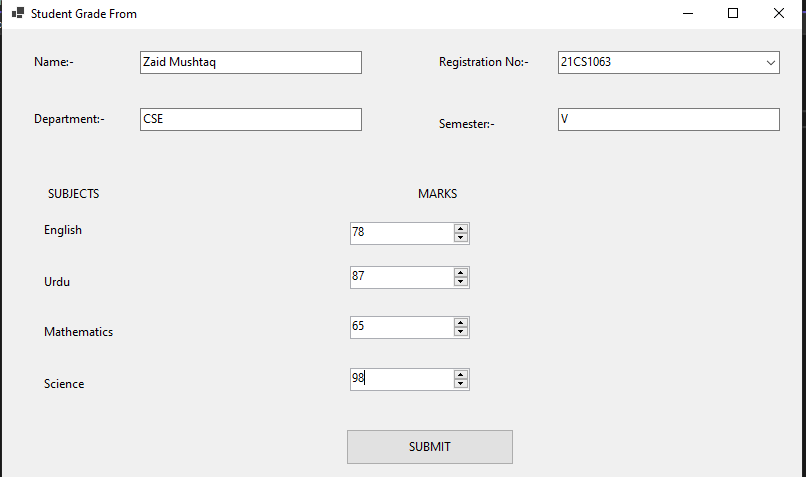 Student Grade From
Name:- Zaid Mushtaq Registration No:- 21CS1063
Department:- CSE Semester:- V
SUBJECTS MARKS
English 78
Urdu 87
Mathematics 65
Science 98
SUBMIT